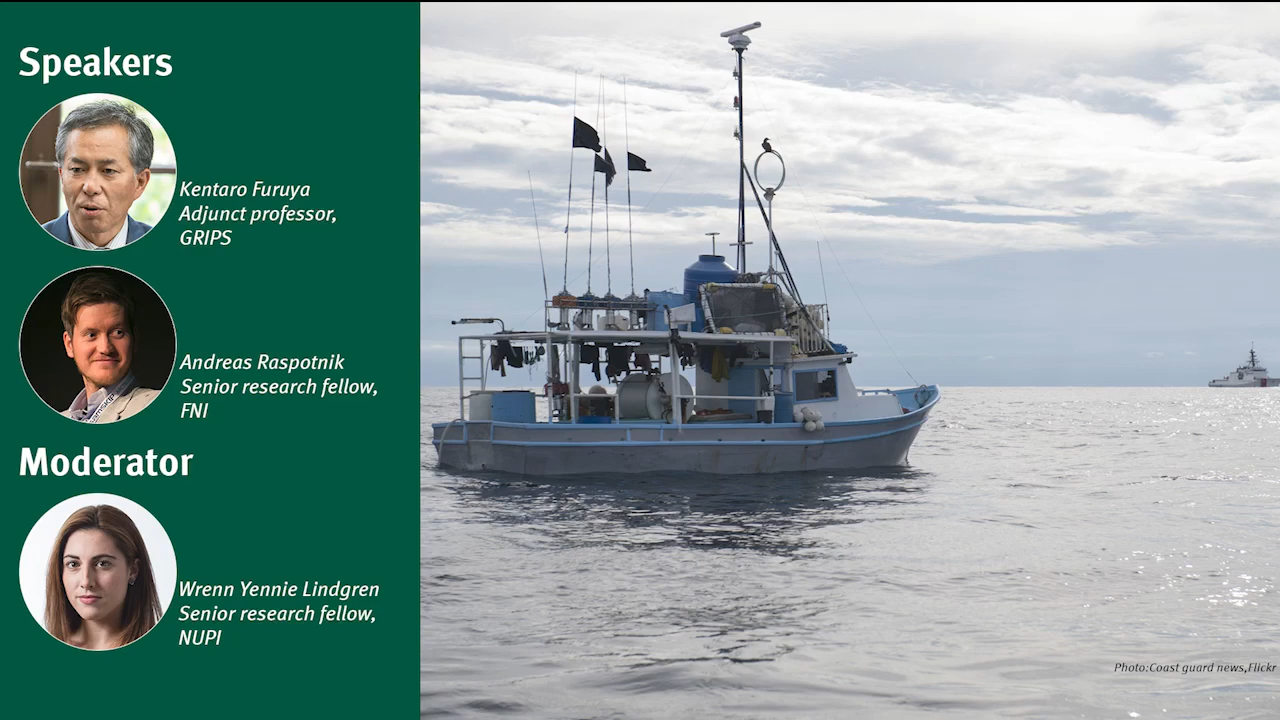 Speakers
Kentaro Furuya
Adjunct professor,
GRIPS
Andreas Raspotnik
Senior research fellow,
FNI
Moderator
Wrenn Yennie Lindgren
Senior research fellow,
NUPI
Photo:Coast guard news,Flickr